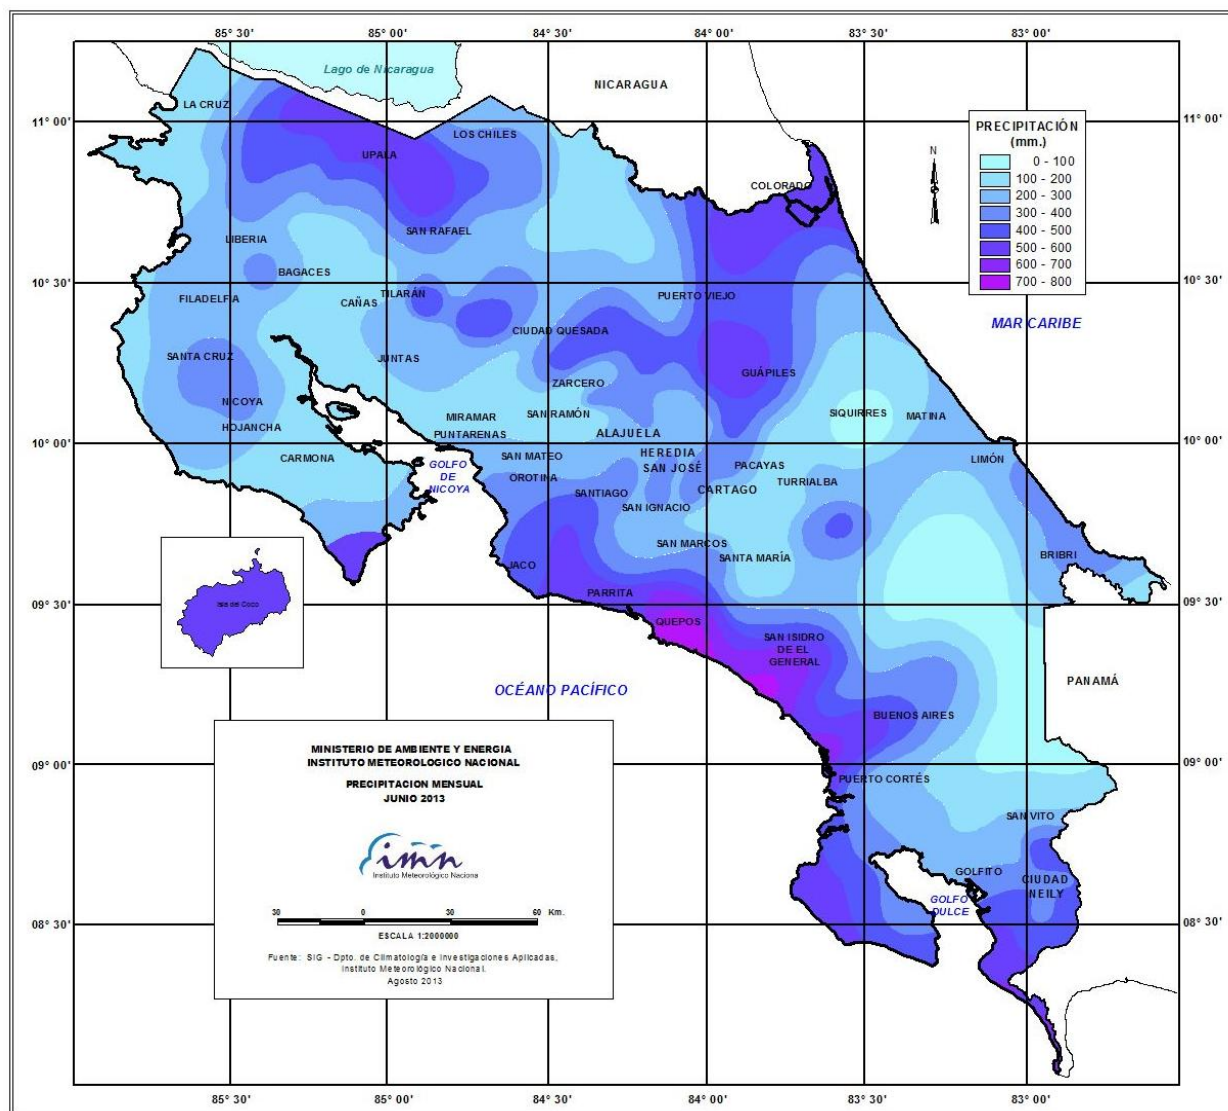 85° 30'
85° 00'
84° 30'
84° 00'
83° 30'
83° 00'
Lago de Nicaragua
NICARAGUA
LA CRUZ
11° 00'
11° 00'
LOS CHILES
UPALA
COLORADO
PRECIPITACIÓN
(mm.)
0 - 100
100 - 200
200 - 300
300 - 400
400 - 500
500 - 600
600 - 700
700 - 800
N
SAN RAFAEL
LIBERIA
BAGACES
10° 30'
10° 30'
FILADELFIA
CAÑAS
TILARÁN
PUERTO VIEJO
MAR CARIBE
CIUDAD QUESADA
SANTA CRUZ
JUNTAS
GUÁPILES
ZARCERO
NICOYA
HOJANCHA
MIRAMAR
SAN RAMÓN
SIQUIRRES
MATINA
PUNTARENAS
ALAJUELA
10° 00'
10° 00'
CARMONA
GOLFO
DE
NICOYA
SAN MATEO
OROTINA
HEREDIA
SAN JOSÉ
PACAYAS
LIMÓN
SANTIAGO
CARTAGO
TURRIALBA
SAN IGNACIO
SAN MARCOS
SANTA MARÍA
BRIBRI
JACO
PARRITA
09° 30'
09° 30'
Isla del Coco
QUEPOS
SAN ISIDRO
DE EL
GENERAL
OCÉANO PACÍFICO
PANAMÁ
BUENOS AIRES
09° 00'
09° 00'
PUERTO CORTÉS
SAN VITO
GOLFITO
CIUDAD
NEILY
GOLFO
DULCE
08° 30'
08° 30'
MINISTERIO DE AMBIENTE Y ENERGIA
INSTITUTO METEOROLOGICO NACIONAL
PRECIPITACION MENSUAL
JUNIO 2013
imn
Instituto Meteorológico Naciona
30 0 30 60 Km.
ESCALA 1:2000000
Fuente: SIG - Dpto. de Climatología e Investigaciones Aplicadas,
Instituto Meteorológico Nacional.
Agosto 2013
85° 30'
85° 00'
84° 30'
84° 00'
83° 30'
83° 00'